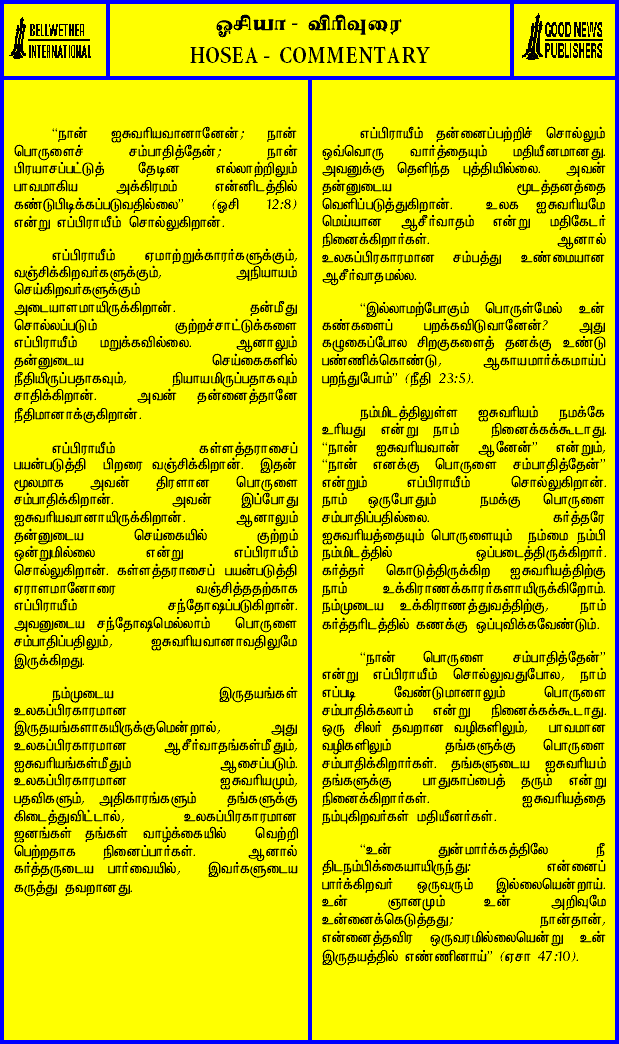 BELLWETHER
INTERNATIONAL
ஓசியா - விரிவுரை
HOSEA - COMMENTARY
GOOD NEWS
PUBLISHERS
“நான் ஐசுவரியவானானேன்; நான்
பொருளைச் சம்பாதித்தேன்; நான்
பிரயாசப்பட்டுத் தேடின எல்லாற்றிலும்
பாவமாகிய அக்கிரமம் என்னிடத்தில்
கண்டுபிடிக்கப்படுவதில்லை” (ஓசி 12:8)
என்று எப்பிராயீம் சொல்லுகிறான்.
எப்பிராயீம் ஏமாற்றுக்காரர்களுக்கும்,
வஞ்சிக்கிறவர்களுக்கும், அநியாயம்
செய்கிறவர்களுக்கும்
அடையாளமாயிருக்கிறான். தன்மீது
சொல்லப்படும் குற்றச்சாட்டுக்களை
எப்பிராயீம் மறுக்கவில்லை. ஆனாலும்
தன்னுடைய செய்கைகளில்
நீதியிருப்பதாகவும், நியாயமிருப்பதாகவும்
சாதிக்கிறான். அவன் தன்னைத்தானே
நீதிமானாக்குகிறான்.
எப்பிராயீம் கள்ளத்தராசைப்
பயன்படுத்தி பிறரை வஞ்சிக்கிறான். இதன்
மூலமாக அவன் திரளான பொருளை
சம்பாதிக்கிறான். அவன் இப்போது
ஐசுவரியவானாயிருக்கிறான். ஆனாலும்
தன்னுடைய செய்கையில் குற்றம்
ஒன்றுமில்லை என்று எப்பிராயீம்
சொல்லுகிறான். கள்ளத்தராசைப் பயன்படுத்தி
ஏராளமானோரை வஞ்சித்ததற்காக
எப்பிராயீம் சந்தோஷப்படுகிறான்.
அவனுடைய சந்தோஷமெல்லாம் பொருளை
சம்பாதிப்பதிலும், ஐசுவரியவானாவதிலுமே
இருக்கிறது.
நம்முடைய இருதயங்கள்
உலகப்பிரகாரமான
இருதயங்களாகயிருக்குமென்றால், அது
உலகப்பிரகாரமான ஆசீர்வாதங்கள்மீதும்,
ஐசுவரியங்கள்மீதும் ஆசைப்படும்.
உலகப்பிரகாரமான ஐசுவரியமும்,
பதவிகளும், அதிகாரங்களும் தங்களுக்கு
கிடைத்துவிட்டால், உலகப்பிரகாரமான
ஜனங்கள் தங்கள் வாழ்க்கையில் வெற்றி
பெற்றதாக நினைப்பார்கள். ஆனால்
கர்த்தருடைய பார்வையில், இவர்களுடைய
கருத்து தவறானது.
எப்பிராயீம் தன்னைப்பற்றிச் சொல்லும்
ஒவ்வொரு வார்த்தையும் மதியீனமானது.
அவனுக்கு தெளிந்த புத்தியில்லை. அவன்
தன்னுடைய மூடத்தனத்தை
வெளிப்படுத்துகிறான். உலக ஐசுவரியமே
மெய்யான ஆசீர்வாதம் என்று மதிகேடர்
நினைக்கிறார்கள். ஆனால்
உலகப்பிரகாரமான சம்பத்து உண்மையான
ஆசீர்வாதமல்ல.
“இல்லாமற்போகும் பொருள்மேல் உன்
கண்களைப் பறக்கவிடுவானேன்? அது
கழுகைப்போல சிறகுகளைத் தனக்கு உண்டு
பண்ணிக்கொண்டு, ஆகாயமார்க்கமாய்ப்
பறந்துபோம்” (நீதி 23:5).
நம்மிடத்திலுள்ள ஐசுவரியம் நமக்கே
உரியது என்று நாம் நினைக்கக்கூடாது.
“நான் ஐசுவரியவான் ஆனேன்” என்றும்,
“நான் எனக்கு பொருளை சம்பாதித்தேன்”
என்றும் எப்பிராயீம் சொல்லுகிறான்.
நாம் ஒருபோதும் நமக்கு பொருளை
சம்பாதிப்பதில்லை. கர்த்தரே
ஐசுவரியத்தையும் பொருளையும் நம்மை நம்பி
நம்மிடத்தில் ஒப்படைத்திருக்கிறார்.
கர்த்தர் கொடுத்திருக்கிற ஐசுவரியத்திற்கு
நாம் உக்கிராணக்காரர்களாயிருக்கிறோம்.
நம்முடைய உக்கிராணத்துவத்திற்கு, நாம்
கர்த்தரிடத்தில் கணக்கு ஒப்புவிக்கவேண்டும்.
“நான் பொருளை சம்பாதித்தேன்”
என்று எப்பிராயீம் சொல்லுவதுபோல, நாம்
எப்படி வேண்டுமானாலும் பொருளை
சம்பாதிக்கலாம் என்று நினைக்கக்கூடாது.
ஒரு சிலர் தவறான வழிகளிலும், பாவமான
வழிகளிலும் தங்களுக்கு பொருளை
சம்பாதிக்கிறார்கள். தங்களுடைய ஐசுவரியம்
தங்களுக்கு பாதுகாப்பைத் தரும் என்று
நினைக்கிறார்கள். ஐசுவரியத்தை
நம்புகிறவர்கள் மதியீனர்கள்.
“உன் துன்மார்க்கத்திலே நீ
திடநம்பிக்கையாயிருந்து: என்னைப்
பார்க்கிறவர் ஒருவரும் இல்லையென்றாய்.
உன் ஞானமும் உன் அறிவுமே
உன்னைக்கெடுத்தது; நான்தான்,
என்னைத்தவிர ஒருவரமில்லையென்று உன்
இருதயத்தில் எண்ணினாய்” (ஏசா 47:10).